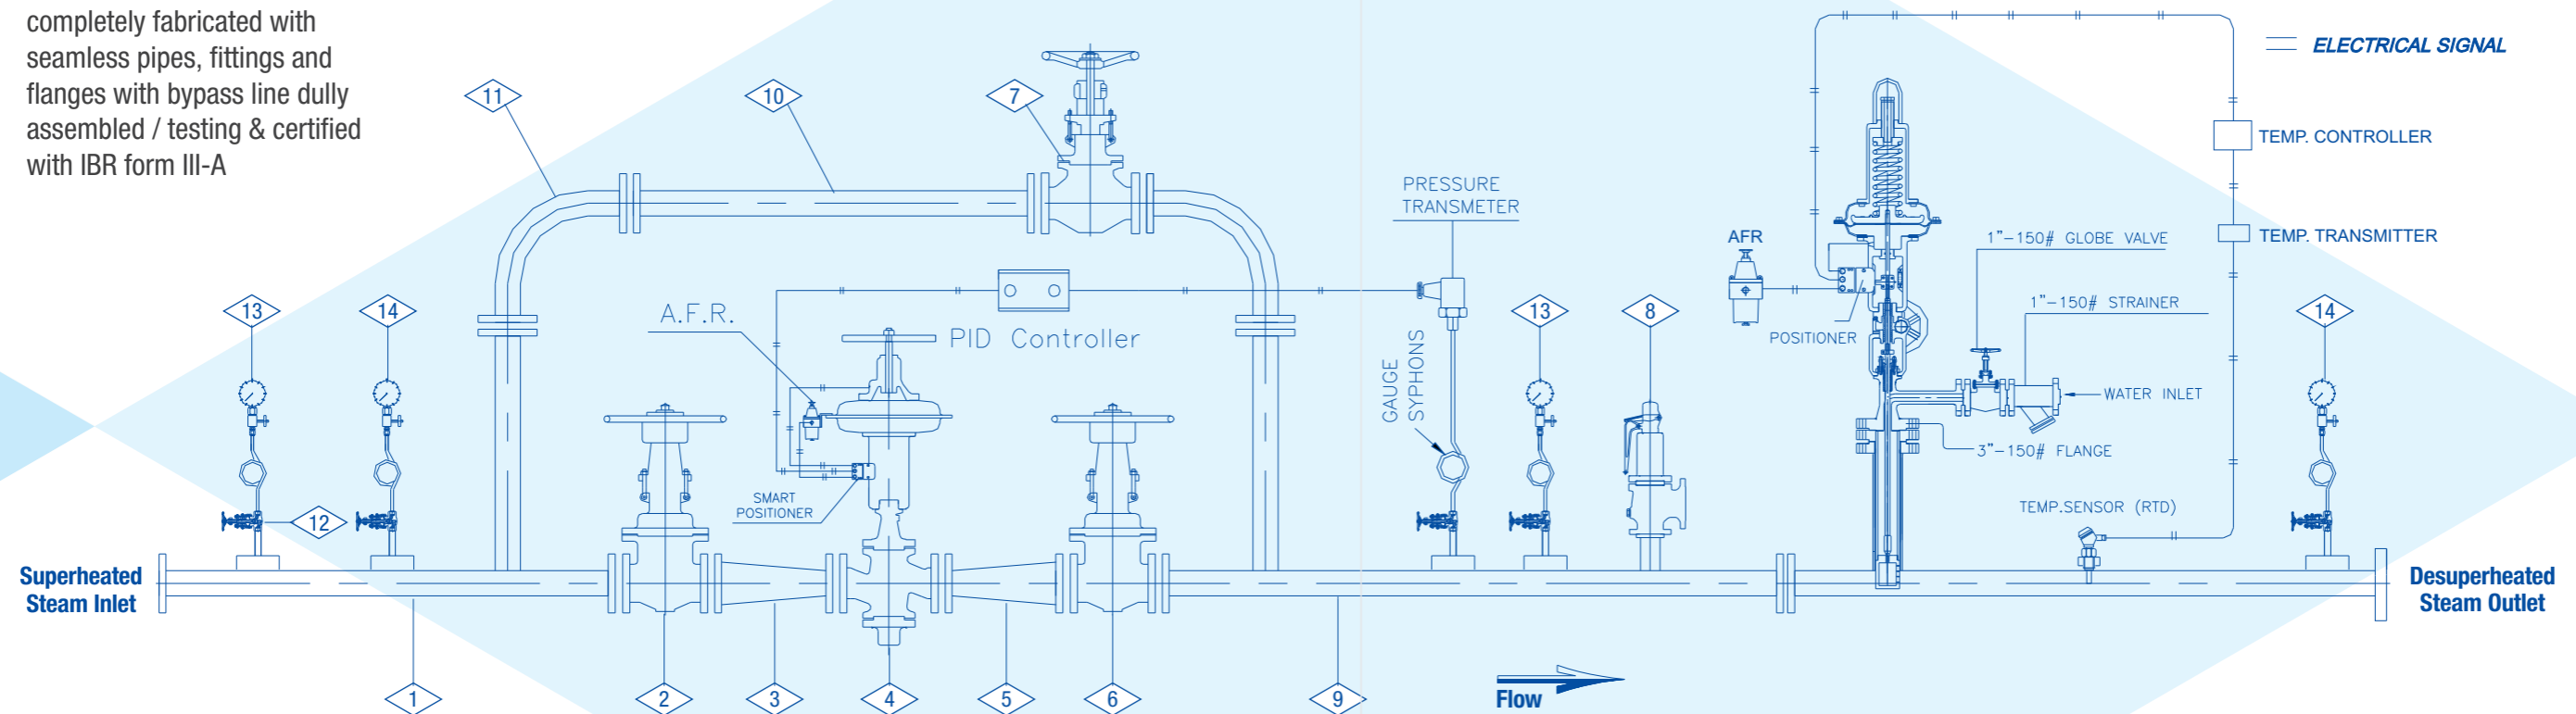 completely fabricated with
seamless pipes, fittings and
flanges with bypass line dully
assembled / testing & certified
with IBR form III-A
ELECTRICAL SIGNAL
11
10
7
TEMP. CONTROLLER
PRESSURE
TRANSMETER
AFR
1"-150# GLOBE VALVE
TEMP. TRANSMITTER
13
14
A.F.R.
PID Controller
GAUGE
SYPHONS
13
8
POSITIONER
1"-150# STRAINER
14
WATER INLET
3"-150# FLANGE
SMART
POSITIONER
12
TEMP.SENSOR (RTD)
Superheated
Steam Inlet
Desuperheated
Steam Outlet
1
2
3
4
5
6
9
Flow